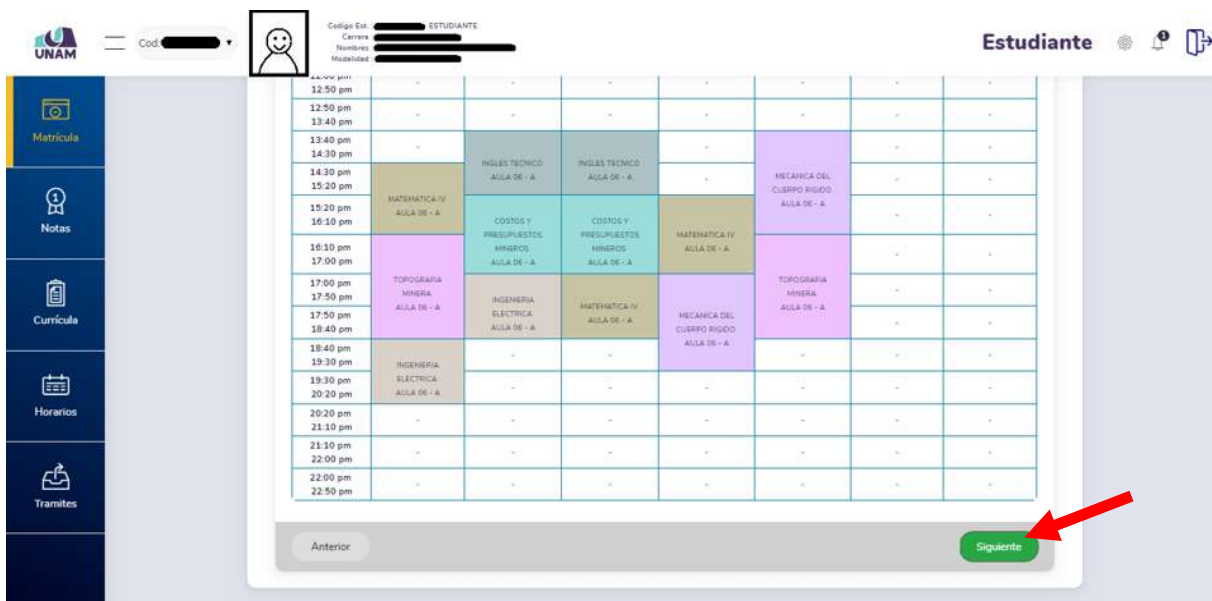 UNAM
Cod:
Codigo Est. : ESTUDIANTE
Carrera
Nombres
Modalidad
Estudiante
Matrícula
Notas
Currícula
Horarios
Tramites
12:50 pm - - - - - - -
12:50 pm
13:40 pm
- - - - - - -
13:40 pm
14:30 pm
14:30 pm
15:20 pm
15:20 pm
16:10 pm
16:10 pm
17:00 pm
17:00 pm
17:50 pm
17:50 pm
18:40 pm
18:40 pm
19:30 pm
19:30 pm
20:20 pm
20:20 pm
21:10 pm
21:10 pm
22:00 pm
22:00 pm
22:50 pm
MATEMATICA IV
AULA 06 - A
TOPOGRAFIA
MINERA
AULA 06 - A
INGENIERIA
ELECTRICA
AULA 06 - A
INGLES TECNICO
AULA 06 - A
COSTOS Y
PRESUPUESTOS
MINEROS
AULA 06 - A
INGENIERIA
ELECTRICA
AULA 06 - A
INGLES TECNICO
AULA 06 - A
COSTOS Y
PRESUPUESTOS
MINEROS
AULA 06 - A
MATEMATICA IV
AULA 06 - A
MATEMATICA IV
AULA 06 - A
MECANICA DEL
CUERPO RIGIDO
AULA 06 - A
MECANICA DEL
CUERPO RIGIDO
AULA 06 - A
TOPOGRAFIA
MINERA
AULA 06 - A
Anterior
Siguiente